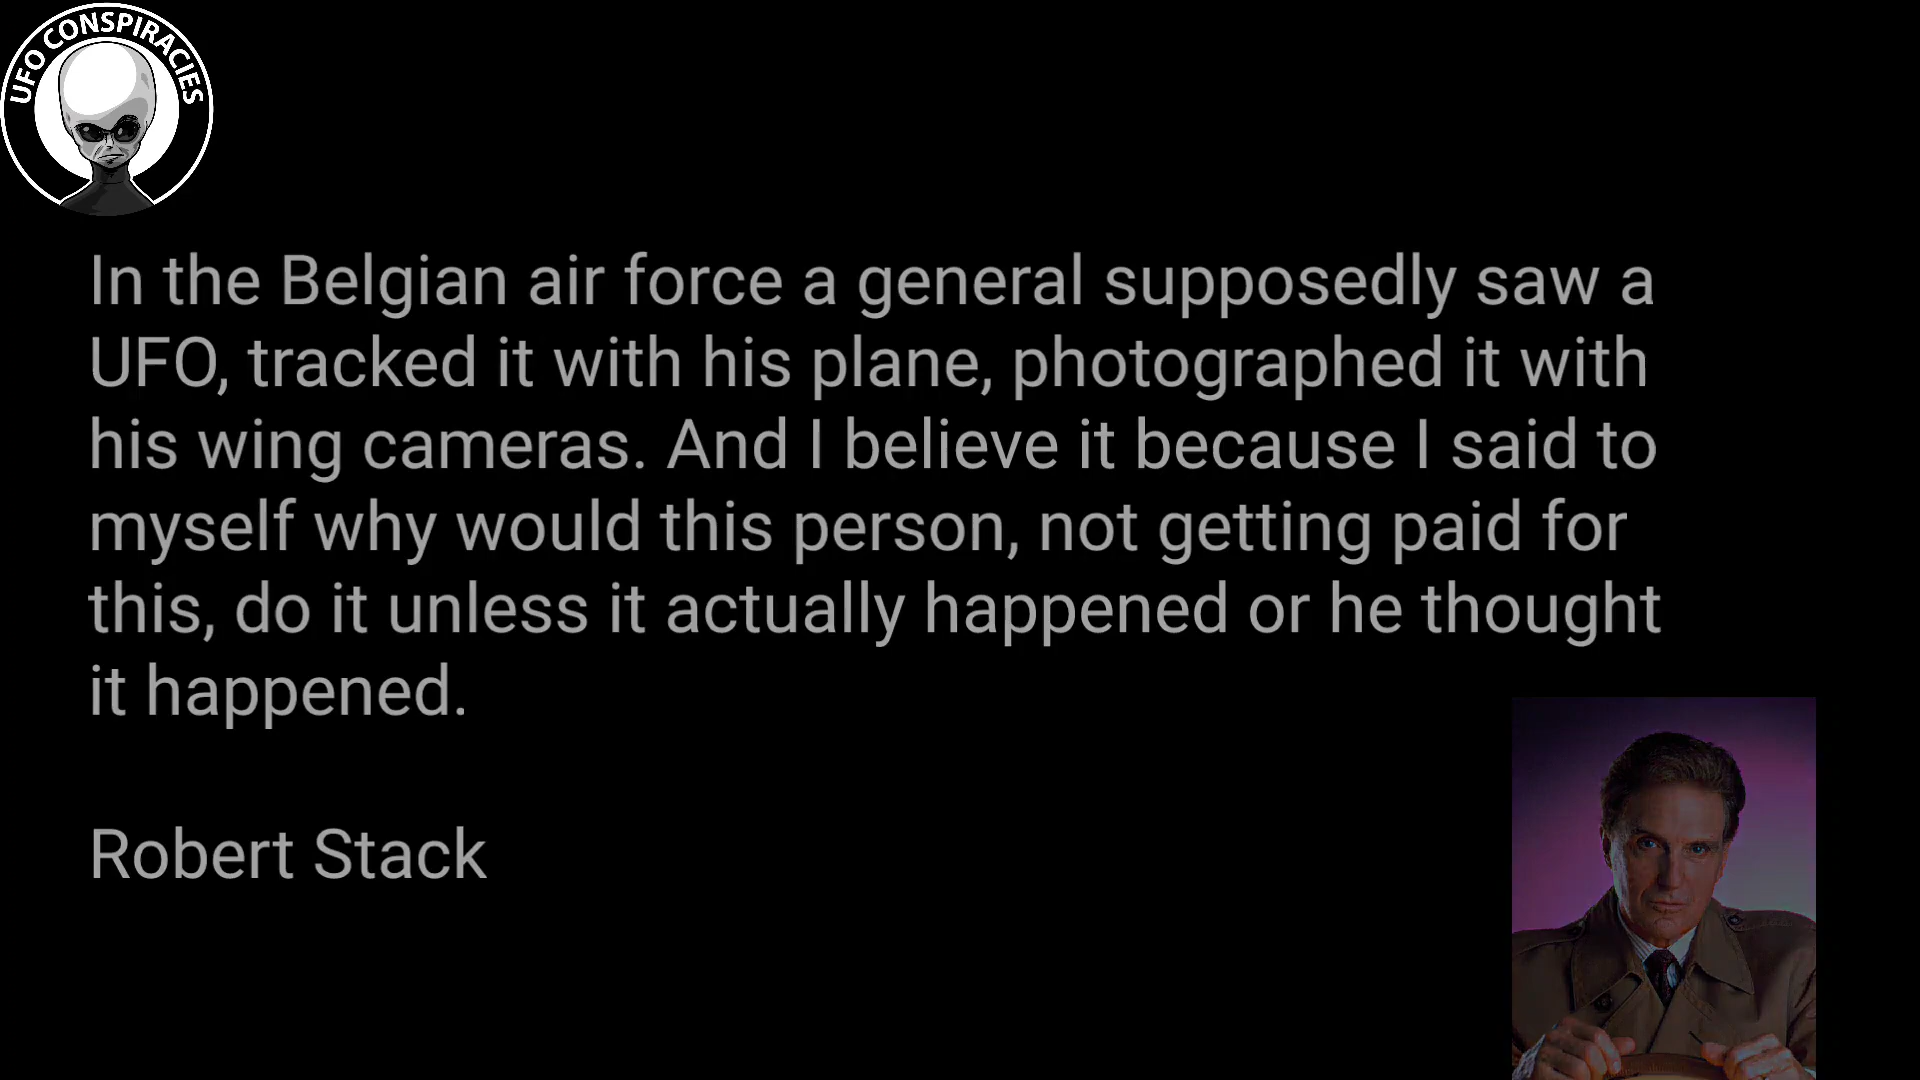 UFO CONSPIRACIES
In the Belgian air force a general supposedly saw a
UFO, tracked it with his plane, photographed it with
his wing cameras. And I believe it because I said to
myself why would this person, not getting paid for
this, do it unless it actually happened or he thought
it happened.
Robert Stack